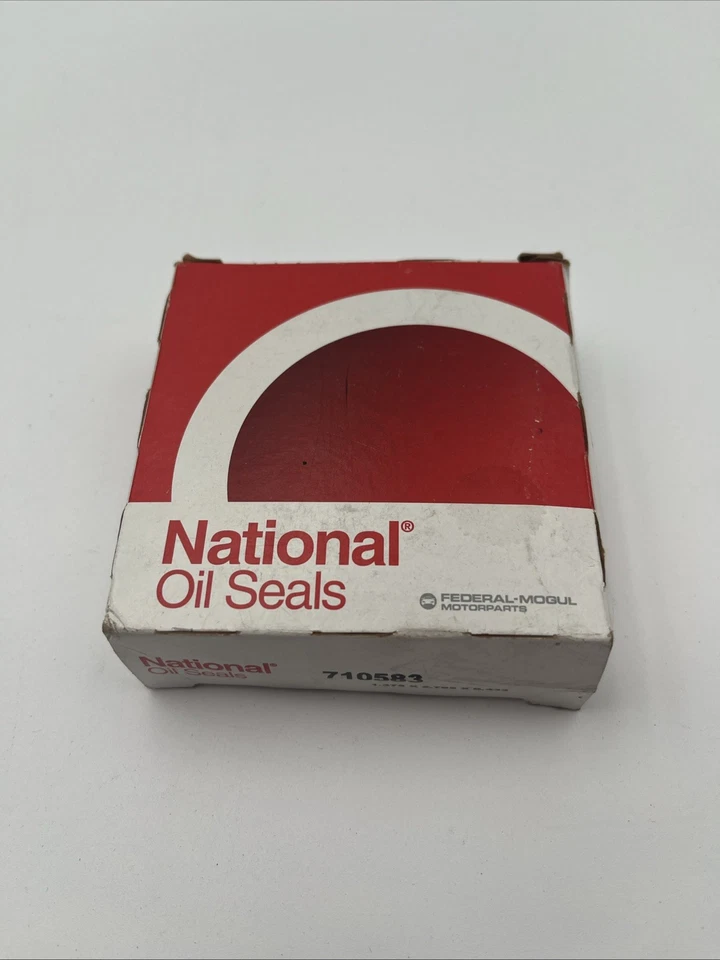 National®
Oil Seals
FEDERAL-MOGUL
MOTORPARTS
National®
Oil Seals
710583